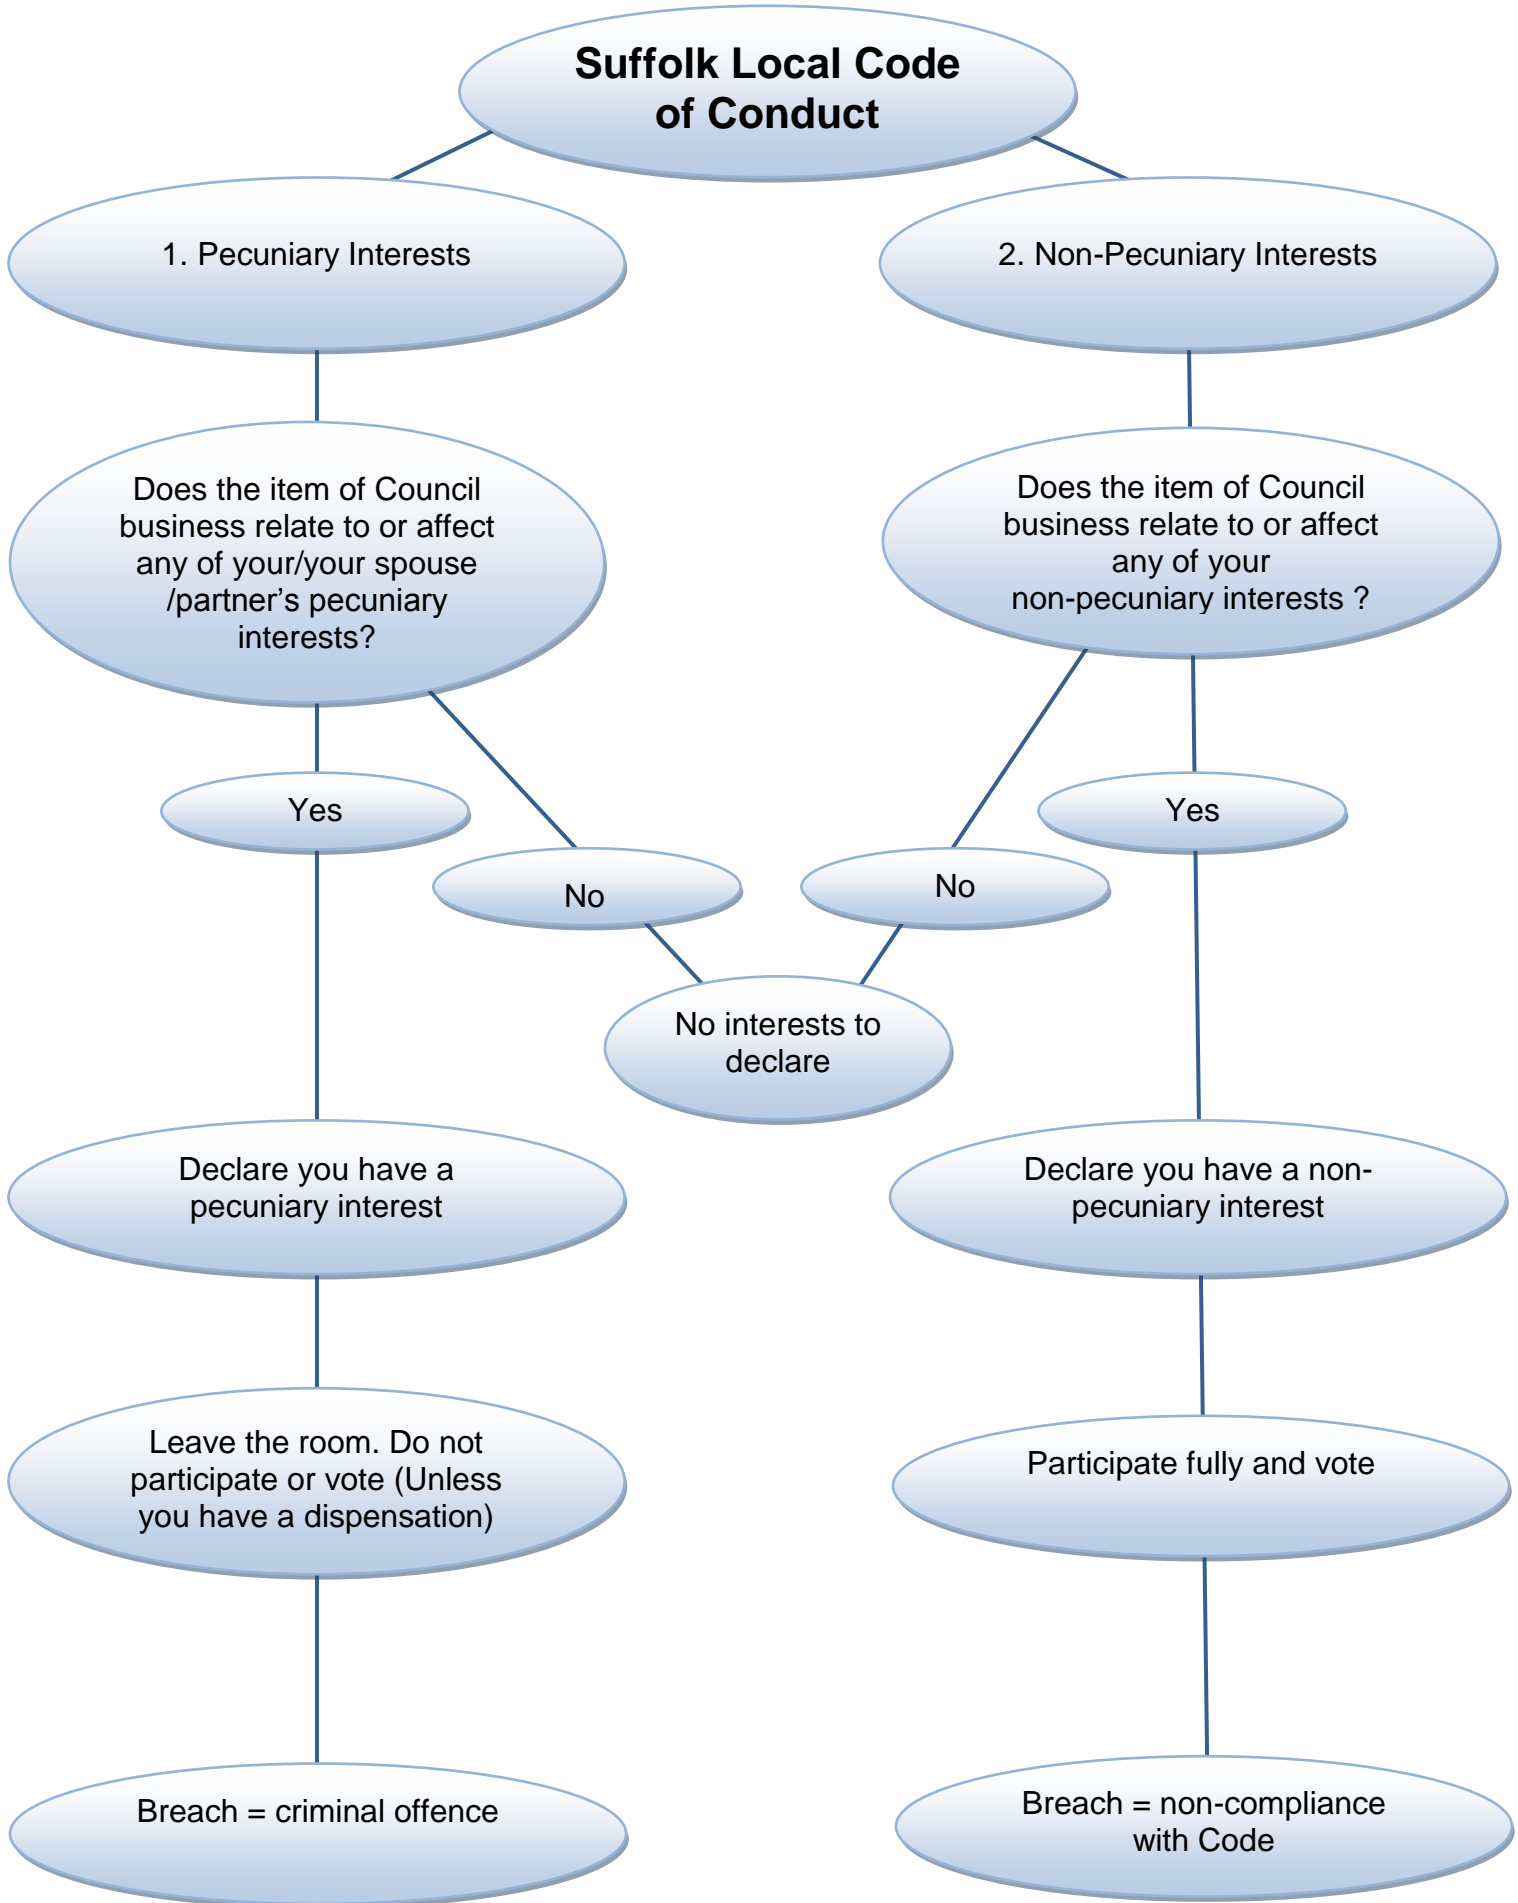 Suffolk Local Code
of Conduct
1. Pecuniary Interests
2. Non-Pecuniary Interests
Does the item of Council
business relate to or affect
any of your/your spouse
/partner’s pecuniary
interests?
Does the item of Council
business relate to or affect
any of your
non-pecuniary interests ?
Yes
No
No
Yes
No interests to
declare
Declare you have a
pecuniary interest
Declare you have a non-
pecuniary interest
Leave the room. Do not
participate or vote (Unless
you have a dispensation)
Participate fully and vote
Breach = criminal offence
Breach = non-compliance
with Code